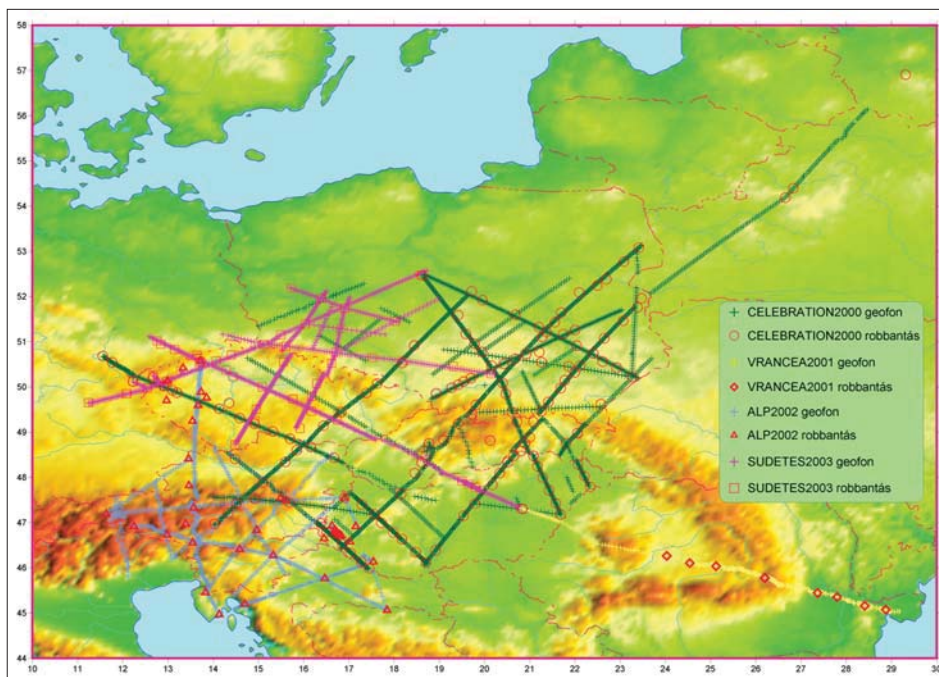 58
57
56
55
54
53
52
51
50
49
48
47
46
45
44
10 11 12 13 14 15 16 17 18 19 20 21 22 23 24 25 26 27 28 29 30
CELEBRATION2000 geofon
CELEBRATION2000 robbantás
VRANCEA2001 geofon
VRANCEA2001 robbantás
ALP2002 geofon
ALP2002 robbantás
SUDETES2003 geofon
SUDETES2003 robbantás